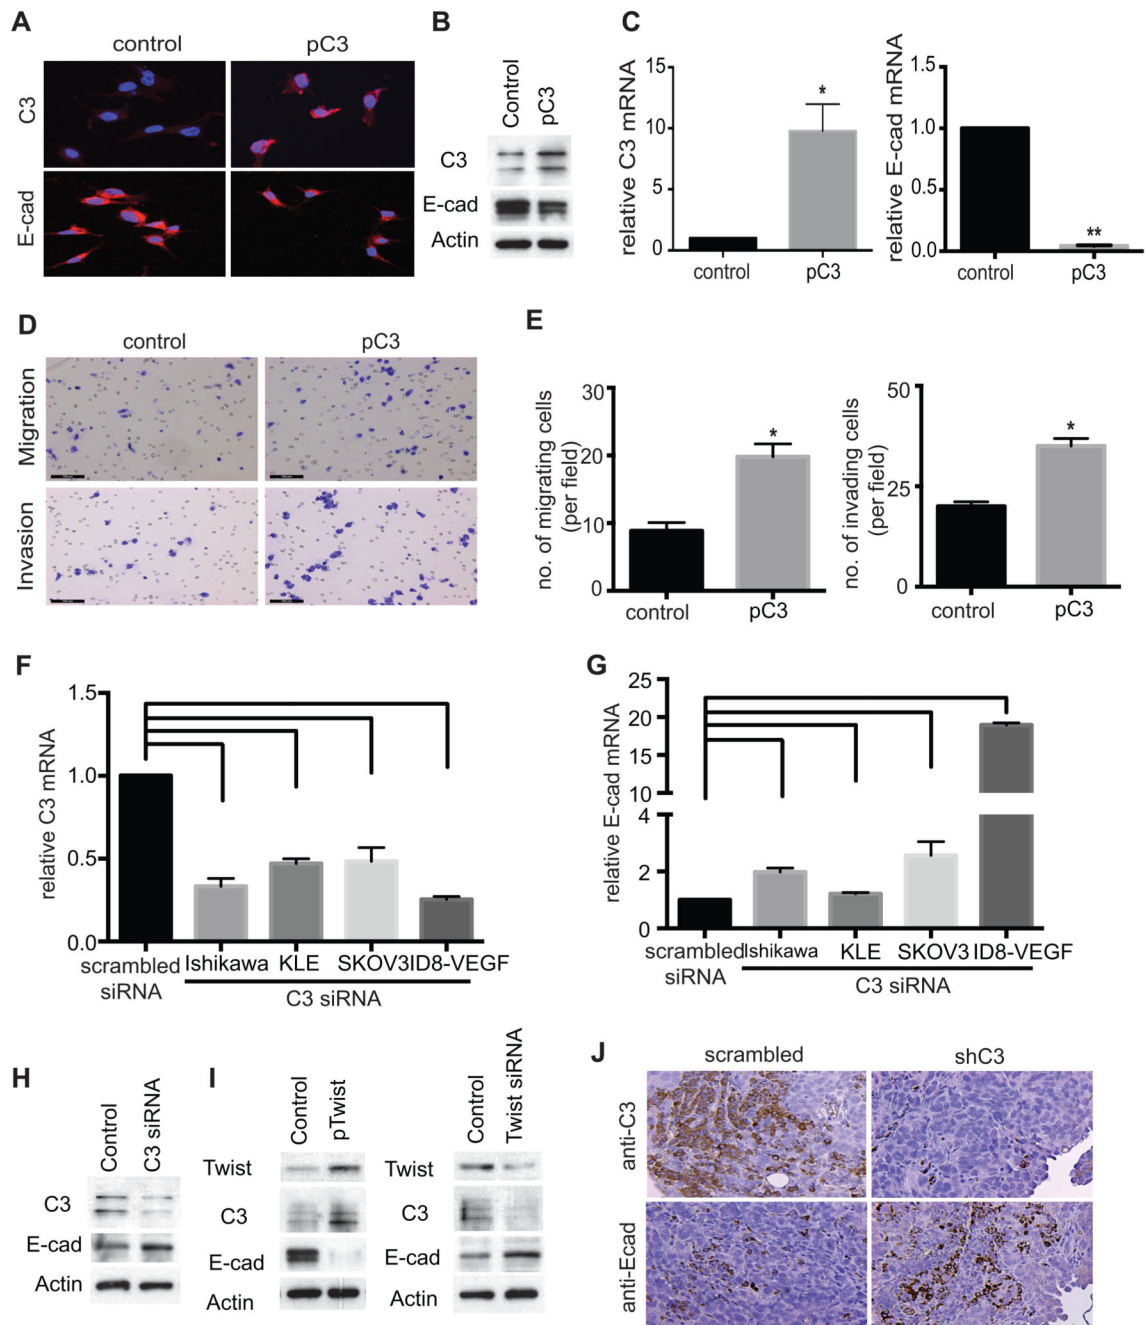 A
control
pC3
C3
E-cad
B
Control
pC3
C3
E-cad
Actin
C
relative C3 mRNA
15
10
5
0
*
control
pC3
relative E-cad mRNA
1.5
1.0
0.5
0.0
**
control
pC3
D
control
pC3
Migration
Invasion
E
no. of migrating cells
(per field)
30
20
10
0
*
control
pC3
no. of invading cells
(per field)
50
25
0
*
control
pC3
F
relative C3 mRNA
1.5
1.0
0.5
0.0
scrambled
siRNA
Ishikawa KLE SKOV3 ID8-VEGF
C3 siRNA
G
relative E-cad mRNA
25
20
15
10
4
2
0
scrambled
siRNA
Ishikawa KLE SKOV3 ID8-VEGF
C3 siRNA
H
Control
C3 siRNA
C3
E-cad
Actin
I
Control
pTwist
Twist
C3
E-cad
Actin
Control
Twist siRNA
Twist
C3
E-cad
Actin
J
scrambled
shC3
anti-C3
anti-Ecad